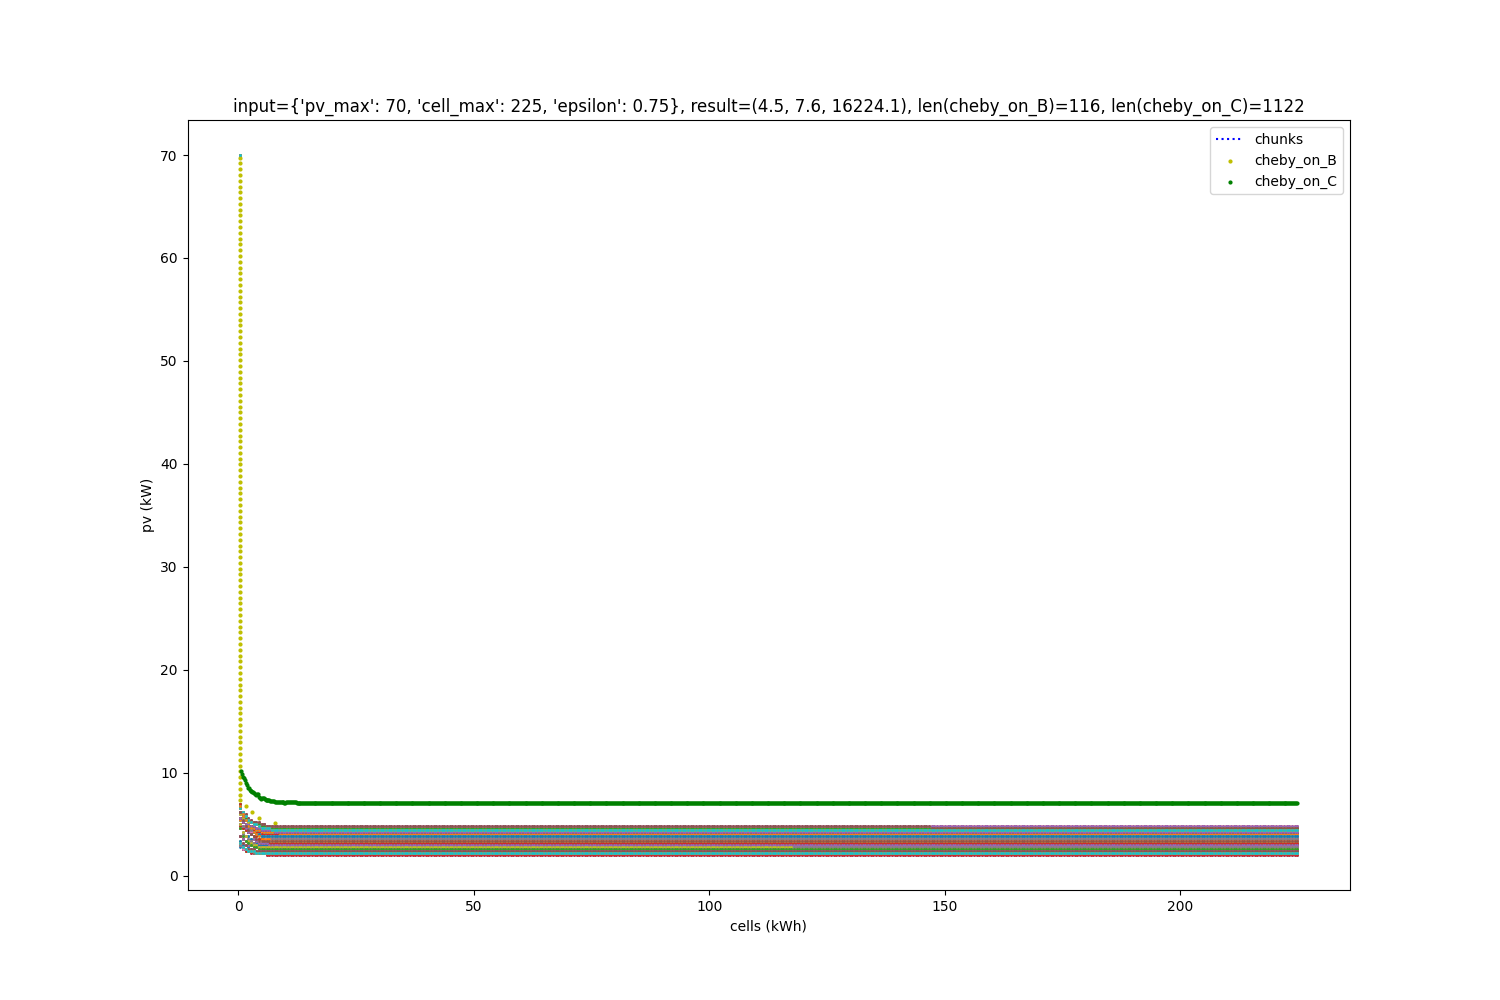 input={'pv_max': 70, 'cell_max': 225, 'epsilon': 0.75}, result=(4.5, 7.6, 16224.1), len(cheby_on_B)=116, len(cheby_on_C)=1122
chunks
cheby_on_B
cheby_on_C
70
60
50
40
30
20
10
0
pv (kW)
0
50
100
150
200
cells (kWh)